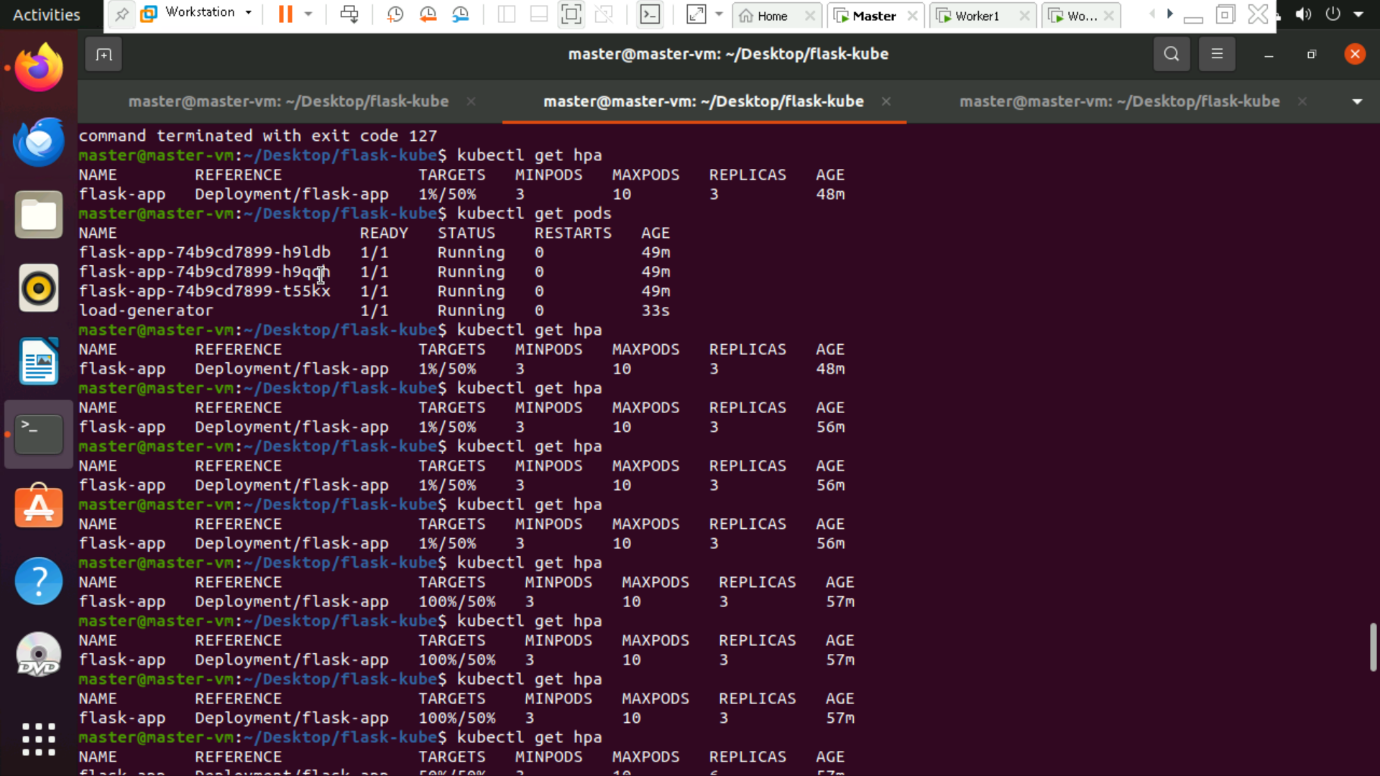 Activities
Workstation
Home
Master
Worker1
Wo...
master@master-vm: ~/Desktop/flask-kube
master@master-vm: ~/Desktop/flask-kube
master@master-vm: ~/Desktop/flask-kube
master@master-vm: ~/Desktop/flask-kube
command terminated with exit code 127
master@master-vm:~/Desktop/flask-kube$ kubectl get hpa
NAME REFERENCE TARGETS MINPODS MAXPODS REPLICAS AGE
flask-app Deployment/flask-app 1%/50% 3 10 3 48m
master@master-vm:~/Desktop/flask-kube$ kubectl get pods
NAME READY STATUS RESTARTS AGE
flask-app-74b9cd7899-h9ldb 1/1 Running 0 49m
1/1 Running 0 49m
flask-app-74b9cd7899-t55kx 1/1 Running 0 49m
load-generator 1/1 Running 0 33s
master@master-vm:~/Desktop/flask-kube$ kubectl get hpa
NAME REFERENCE TARGETS MINPODS MAXPODS REPLICAS AGE
flask-app Deployment/flask-app 1%/50% 3 10 3 48m
master@master-vm:~/Desktop/flask-kube$ kubectl get hpa
NAME REFERENCE TARGETS MINPODS MAXPODS REPLICAS AGE
flask-app Deployment/flask-app 1%/50% 3 10 3 56m
master@master-vm:~/Desktop/flask-kube$ kubectl get hpa
NAME REFERENCE TARGETS MINPODS MAXPODS REPLICAS AGE
flask-app Deployment/flask-app 1%/50% 3 10 3 56m
master@master-vm:~/Desktop/flask-kube$ kubectl get hpa
NAME REFERENCE TARGETS MINPODS MAXPODS REPLICAS AGE
flask-app Deployment/flask-app 1%/50% 3 10 3 56m
master@master-vm:~/Desktop/flask-kube$ kubectl get hpa
NAME REFERENCE TARGETS MINPODS MAXPODS REPLICAS AGE
flask-app Deployment/flask-app 100%/50% 3 10 3 57m
master@master-vm:~/Desktop/flask-kube$ kubectl get hpa
NAME REFERENCE TARGETS MINPODS MAXPODS REPLICAS AGE
flask-app Deployment/flask-app 100%/50% 3 10 3 57m
master@master-vm:~/Desktop/flask-kube$ kubectl get hpa
NAME REFERENCE TARGETS MINPODS MAXPODS REPLICAS AGE
flask-app Deployment/flask-app 100%/50% 3 10 3 57m
master@master-vm:~/Desktop/flask-kube$ kubectl get hpa
NAME REFERENCE TARGETS MINPODS MAXPODS REPLICAS AGE